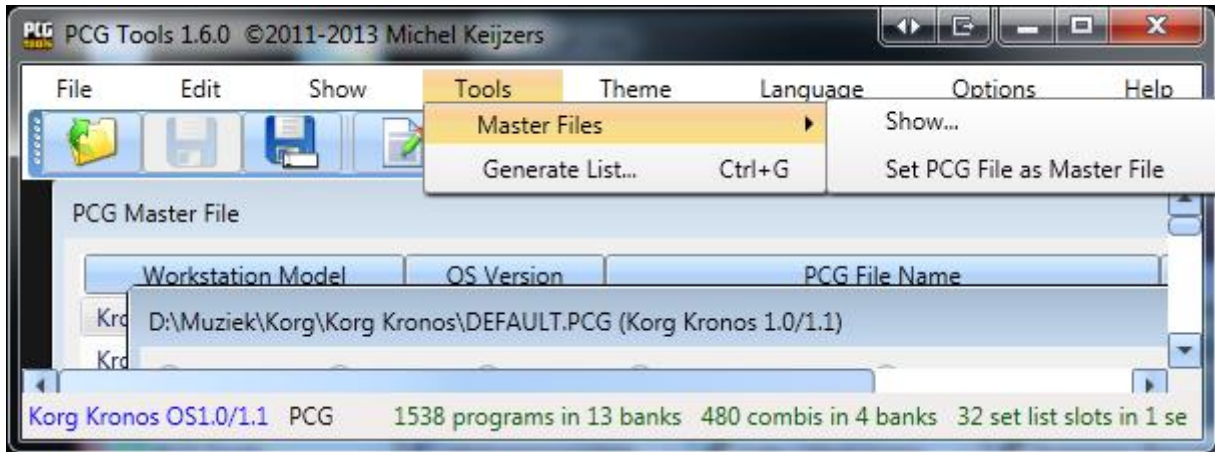 PCG Tools 1.6.0 ©2011-2013 Michel Keijzers
File Edit Show Tools Theme Language Options Help
Master Files Show...
Generate List... Ctrl+G Set PCG File as Master File
PCG Master File
Workstation Model OS Version PCG File Name
D:\Muziek\Korg\Korg Kronos\DEFAULT.PCG (Korg Kronos 1.0/1.1)
Korg Kronos OS1.0/1.1 PCG 1538 programs in 13 banks 480 combis in 4 banks 32 set list slots in 1 se